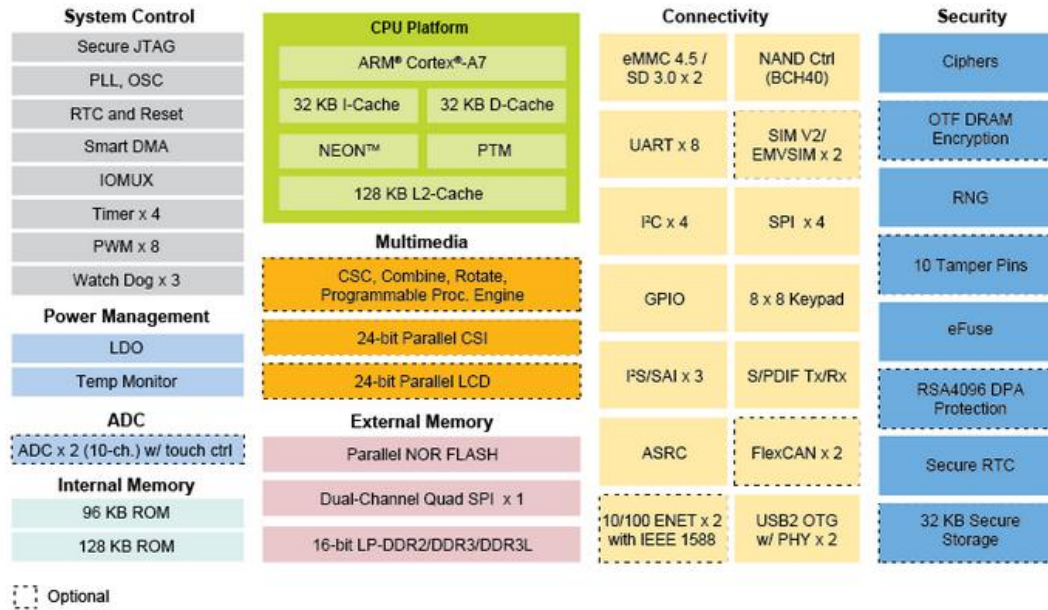 System Control
Secure JTAG
PLL, OSC
RTC and Reset
Smart DMA
IOMUX
Timer x 4
PWM x 8
Watch Dog x 3
Power Management
LDO
Temp Monitor
ADC
ADC x 2 (10-ch.) w/ touch ctrl
Internal Memory
96 KB ROM
128 KB ROM
CPU Platform
ARM® Cortex®-A7
32 KB I-Cache
32 KB D-Cache
NEON™
PTM
128 KB L2-Cache
Multimedia
CSC, Combine, Rotate,
Programmable Proc. Engine
24-bit Parallel CSI
24-bit Parallel LCD
External Memory
Parallel NOR FLASH
Dual-Channel Quad SPI x 1
16-bit LP-DDR2/DDR3/DDR3L
Connectivity
eMMC 4.5 /
SD 3.0 x 2
NAND Ctrl
(BCH40)
UART x 8
SIM V2/
EMVSIM x 2
I²C x 4
SPI x 4
GPIO
8 x 8 Keypad
I²S/SAI x 3
S/PDIF Tx/Rx
ASRC
FlexCAN x 2
10/100 ENET x 2
with IEEE 1588
USB2 OTG
w/ PHY x 2
Security
Ciphers
OTF DRAM
Encryption
RNG
10 Tamper Pins
eFuse
RSA4096 DPA
Protection
Secure RTC
32 KB Secure
Storage
Optional